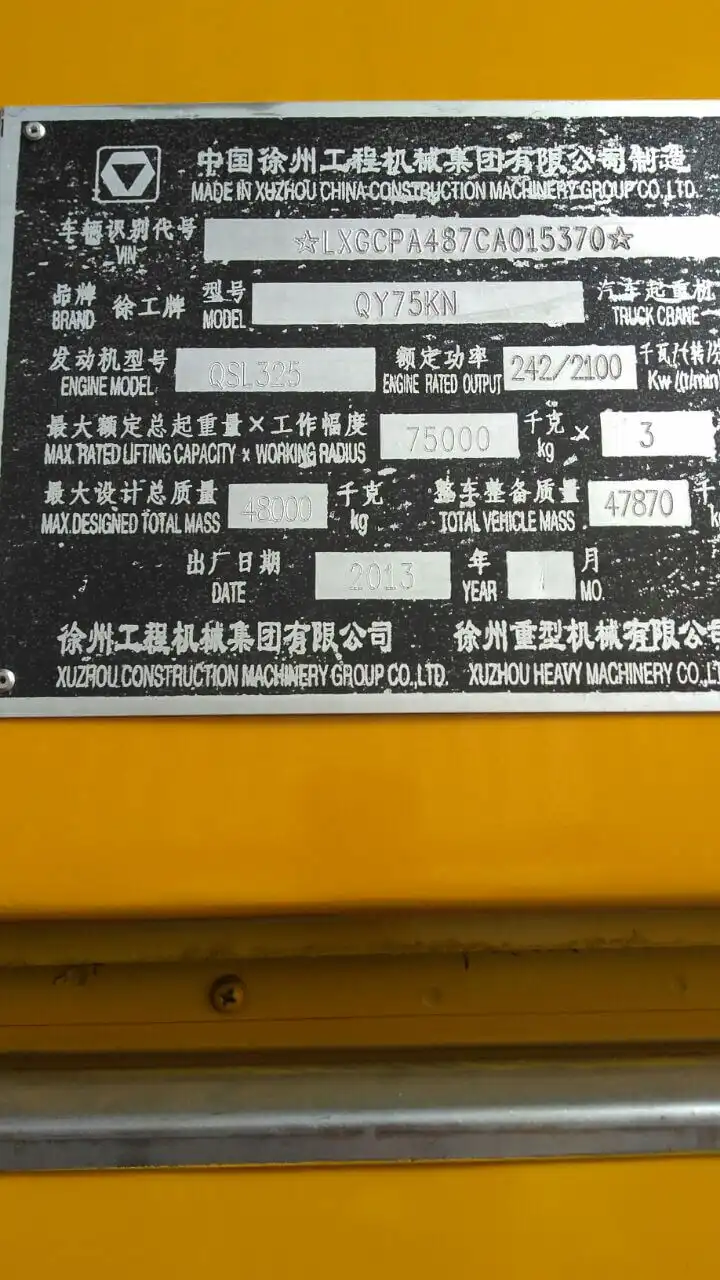 中国徐州工程机械集团有限公司制造
MADE IN XUZHOU CHINA CONSTRUCTION MACHINERY GROUP CO., LTD.
车辆识别代号 ☆LXGCPA487CA015370☆
VIN
品牌 徐工牌 型号 QY75KN 汽车起重机
BRAND MODEL TRUCK CRANE
发动机型号 QSL325 额定功率 242/2100 千瓦/(转/分
ENGINE MODEL ENGINE RATED OUTPUT Kw/(r/min)
最大额定总起重量×工作幅度 75000 千克 × 3
MAX. RATED LIFTING CAPACITY × WORKING RADIUS kg
最大设计总质量 48000 千克 整车整备质量 47870 千
MAX. DESIGNED TOTAL MASS kg TOTAL VEHICLE MASS
出厂日期 2013 年 1 月
DATE YEAR MO.
徐州工程机械集团有限公司 徐州重型机械有限公司
XUZHOU CONSTRUCTION MACHINERY GROUP CO., LTD. XUZHOU HEAVY MACHINERY CO., L